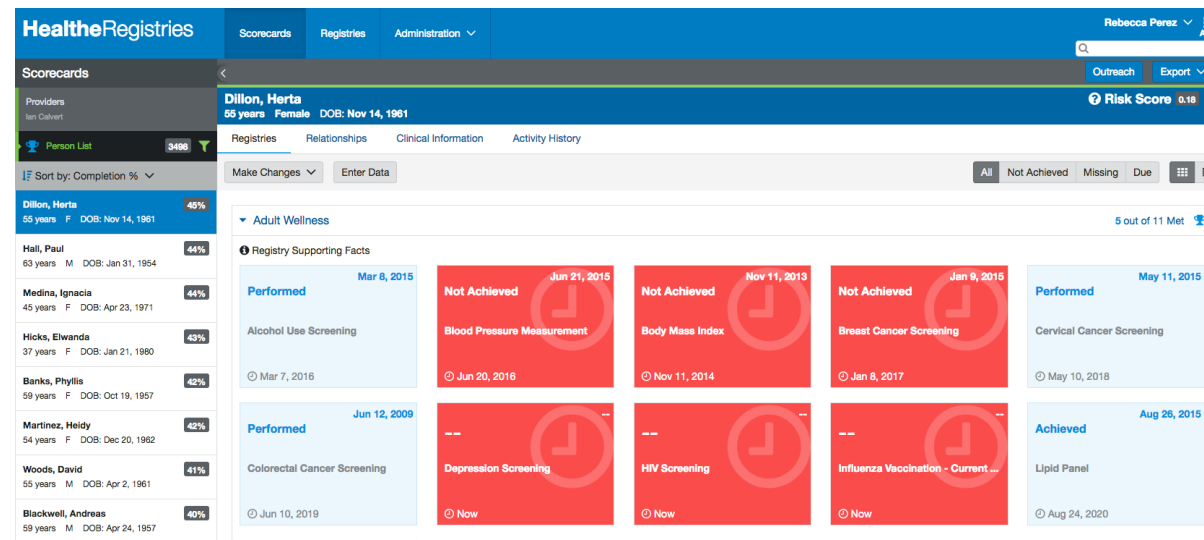 HealtheRegistries
Scorecards Registries Administration
Rebecca Perez
Scorecards
Outreach Export
Providers
Ian Calvert
Person List 3498
Sort by: Completion %
Dillon, Herta 45%
55 years F DOB: Nov 14, 1961
Hall, Paul 44%
63 years M DOB: Jan 31, 1954
Medina, Ignacia 44%
45 years F DOB: Apr 23, 1971
Hicks, Elwanda 43%
37 years F DOB: Jan 21, 1980
Banks, Phyllis 42%
59 years F DOB: Oct 19, 1957
Martinez, Heidy 42%
54 years F DOB: Dec 20, 1962
Woods, David 41%
55 years M DOB: Apr 2, 1961
Blackwell, Andreas 40%
59 years M DOB: Apr 24, 1957
Dillon, Herta
55 years Female DOB: Nov 14, 1961
Risk Score 0.18
Registries Relationships Clinical Information Activity History
Make Changes Enter Data
All Not Achieved Missing Due
Adult Wellness
5 out of 11 Met
Registry Supporting Facts
Mar 8, 2015
Performed
Alcohol Use Screening
Mar 7, 2016
Jun 21, 2015
Not Achieved
Blood Pressure Measurement
Jun 20, 2016
Nov 11, 2013
Not Achieved
Body Mass Index
Nov 11, 2014
Jan 9, 2015
Not Achieved
Breast Cancer Screening
Jan 8, 2017
May 11, 2015
Performed
Cervical Cancer Screening
May 10, 2018
Jun 12, 2009
Performed
Colorectal Cancer Screening
Jun 10, 2019
--
--
Depression Screening
Now
--
--
HIV Screening
Now
--
--
Influenza Vaccination - Current ...
Now
Aug 26, 2015
Achieved
Lipid Panel
Aug 24, 2020